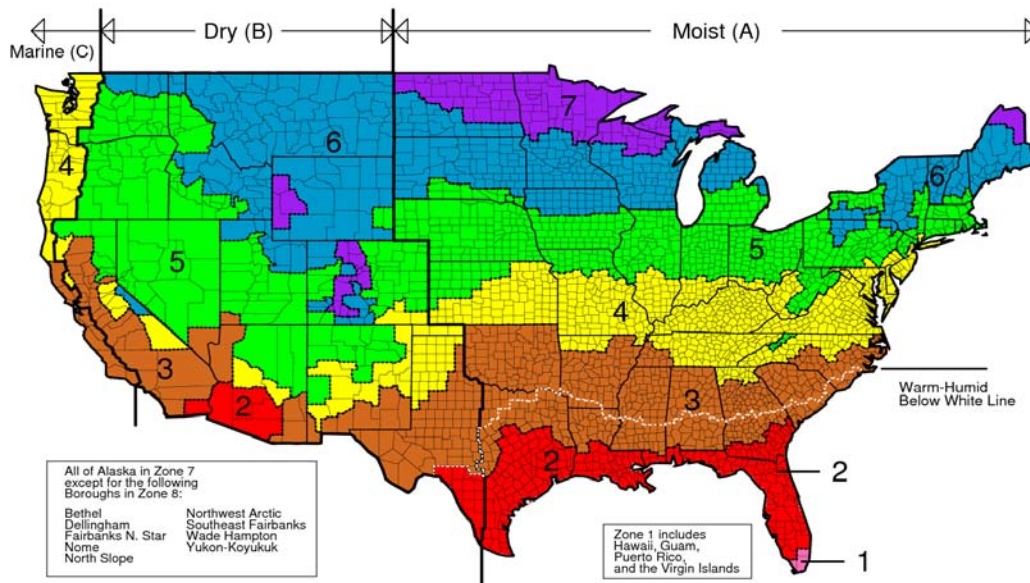 Marine (C)
Dry (B)
Moist (A)
7
6
6
4
5
5
4
3
3
2
2
Warm-Humid
Below White Line
2
1
All of Alaska in Zone 7
except for the following
Boroughs in Zone 8:
Bethel
Dellingham
Fairbanks N. Star
Nome
North Slope
Northwest Arctic
Southeast Fairbanks
Wade Hampton
Yukon-Koyukuk
Zone 1 includes
Hawaii, Guam,
Puerto Rico,
and the Virgin Islands